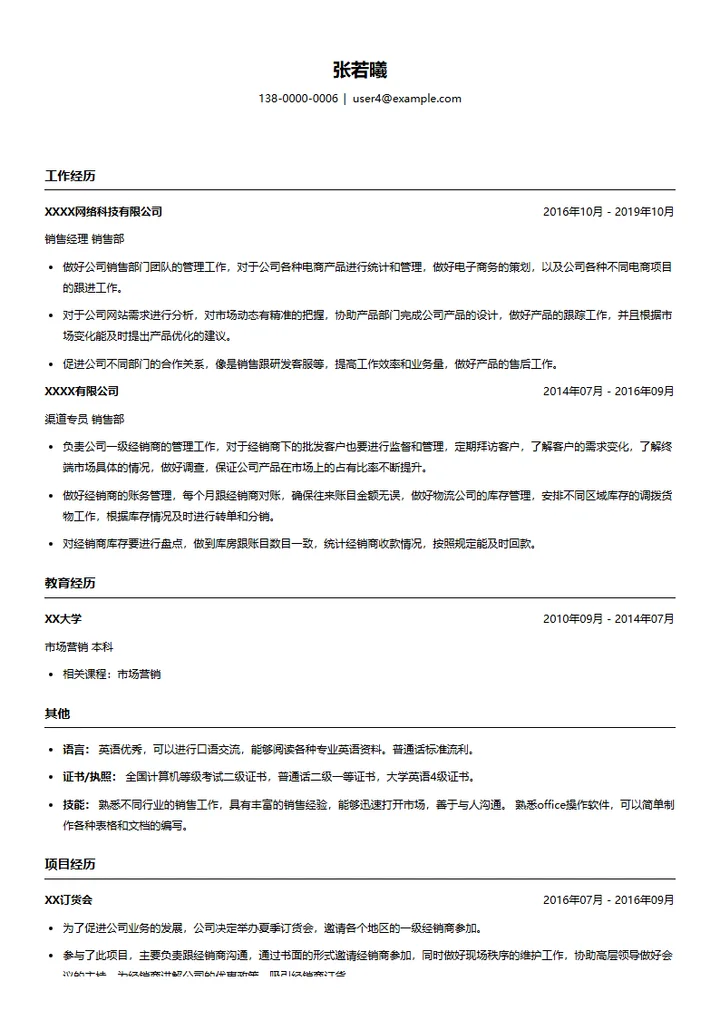 张若曦
138-0000-0006 | user4@example.com
工作经历
XXXX网络科技有限公司 2016年10月 - 2019年10月
销售经理 销售部
• 做好公司销售部门团队的管理工作，对于公司各种电商产品进行统计和管理，做好电子商务的策划，以及公司各种不同电商项目
的跟进工作。
• 对于公司网站需求进行分析，对市场动态有精准的把握，协助产品部门完成公司产品的设计，做好产品的跟踪工作，并且根据市
场变化能及时提出产品优化的建议。
• 促进公司不同部门的合作关系，像是销售跟研发客服等，提高工作效率和业务量，做好产品的售后工作。
XXXX有限公司 2014年07月 - 2016年09月
渠道专员 销售部
• 负责公司一级经销商的管理工作，对于经销商下的批发客户也要进行监督和管理，定期拜访客户，了解客户的需求变化，了解终
端市场具体的情况，做好调查，保证公司产品在市场上的占有比率不断提升。
• 做好经销商的账务管理，每个月跟经销商对账，确保往来账目金额无误，做好物流公司的库存管理，安排不同区域库存的调拨货
物工作，根据库存情况及时进行转单和分销。
• 对经销商库存要进行盘点，做到库房跟账目数目一致，统计经销商收款情况，按照规定能及时回款。
教育经历
XX大学 2010年09月 - 2014年07月
市场营销 本科
• 相关课程：市场营销
其他
• 语言： 英语优秀，可以进行口语交流，能够阅读各种专业英语资料。普通话标准流利。
• 证书/执照： 全国计算机等级考试二级证书，普通话二级一等证书，大学英语4级证书。
• 技能： 熟悉不同行业的销售工作，具有丰富的销售经验，能够迅速打开市场，善于与人沟通。 熟悉office操作软件，可以简单制
作各种表格和文档的编写。
项目经历
XX订货会 2016年07月 - 2016年09月
• 为了促进公司业务的发展，公司决定举办夏季订货会，邀请各个地区的一级经销商参加。
• 参与了此项目，主要负责跟经销商沟通，通过书面的形式邀请经销商参加，同时做好现场秩序的维护工作，协助高层领导做好会
议的主持，为经销商讲解公司的优惠政策，吸引经销商订货